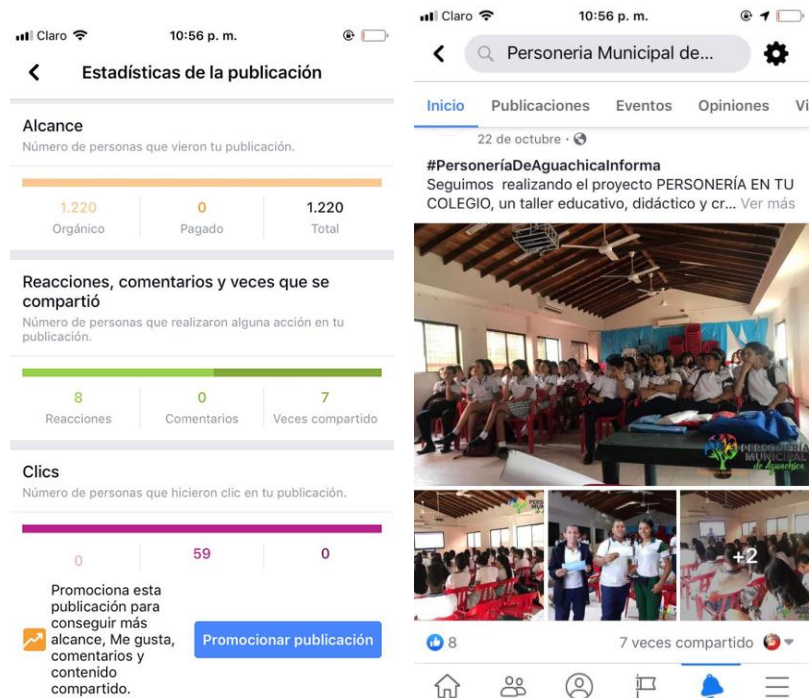 Claro
10:56 p. m.
Estadísticas de la publicación
Alcance
Número de personas que vieron tu publicación.
1.220
0
1.220
Orgánico
Pagado
Total
Reacciones, comentarios y veces que se
compartió
Número de personas que realizaron alguna acción en tu
publicación.
8
0
7
Reacciones
Comentarios
Veces compartido
Clics
Número de personas que hicieron clic en tu publicación.
0
59
0
Promociona esta
publicación para
conseguir más
alcance, Me gusta,
comentarios y
contenido
compartido.
Promocionar publicación
Claro
10:56 p. m.
Personeria Municipal de...
Inicio
Publicaciones
Eventos
Opiniones
Vi
22 de octubre ·
#PersoneríaDeAguachicaInforma
Seguimos realizando el proyecto PERSONERÍA EN TU
COLEGIO, un taller educativo, didáctico y cr... Ver más
PERSONERÍA
MUNICIPAL
de Aguachica
+2
8
7 veces compartido